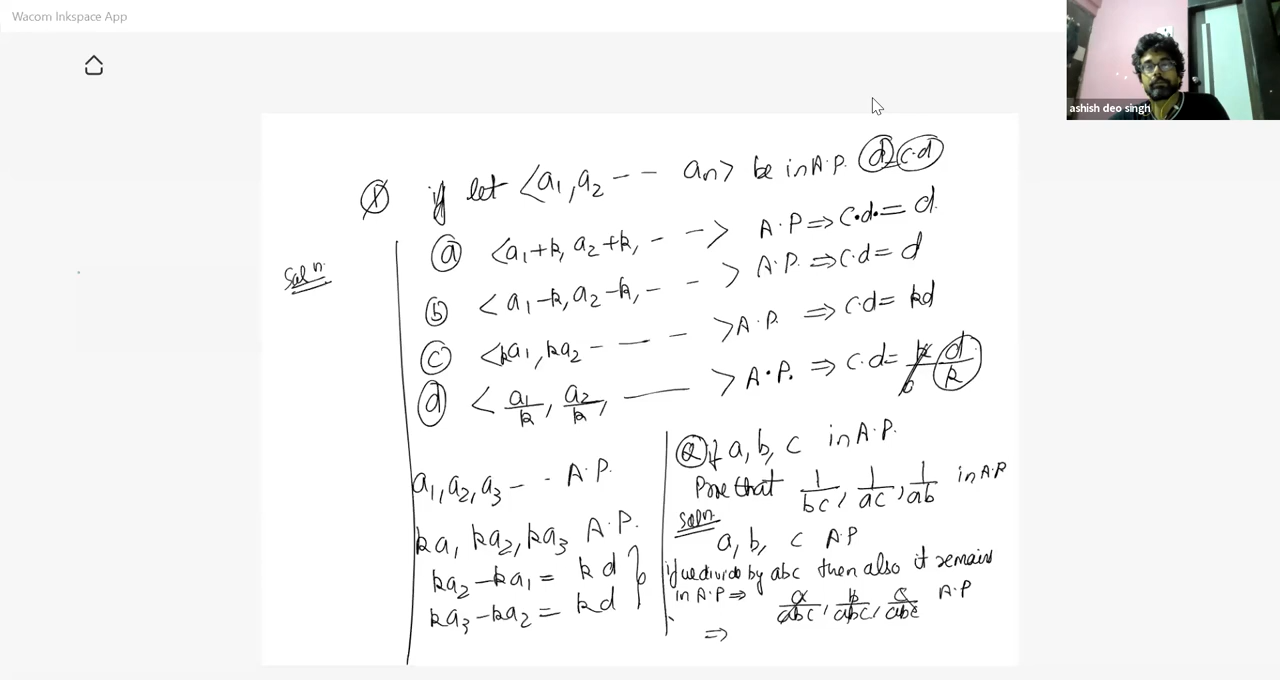 Wacom Inkspace App
ashish deo singh
① if let <a₁, a₂ - - aₙ> be in A.P. d c.d
Solⁿ.
ⓐ <a₁+k, a₂+k, - - -> A.P ⇒ c.d. = d.
ⓑ <a₁-k, a₂-k, - - - > A.P. ⇒ c.d = d
ⓒ <ka₁, ka₂ - — - > A.P. ⇒ c.d = kd
ⓓ < a₁/k, a₂/k, — > A.P. ⇒ c.d = d/k
a₁, a₂, a₃ - - A.P.
ka₁ ka₂, ka₃ A.P.
ka₂-ka₁ = kd
ka₃-ka₂ = kd
Ⓠ if a, b, c in A.P.
Prove that 1/bc, 1/ac, 1/ab in A.P
Solⁿ.
a, b, c A.P
if we divide by abc then also it remains
in A.P ⇒ a/abc, b/abc, c/abc A.P
⇒